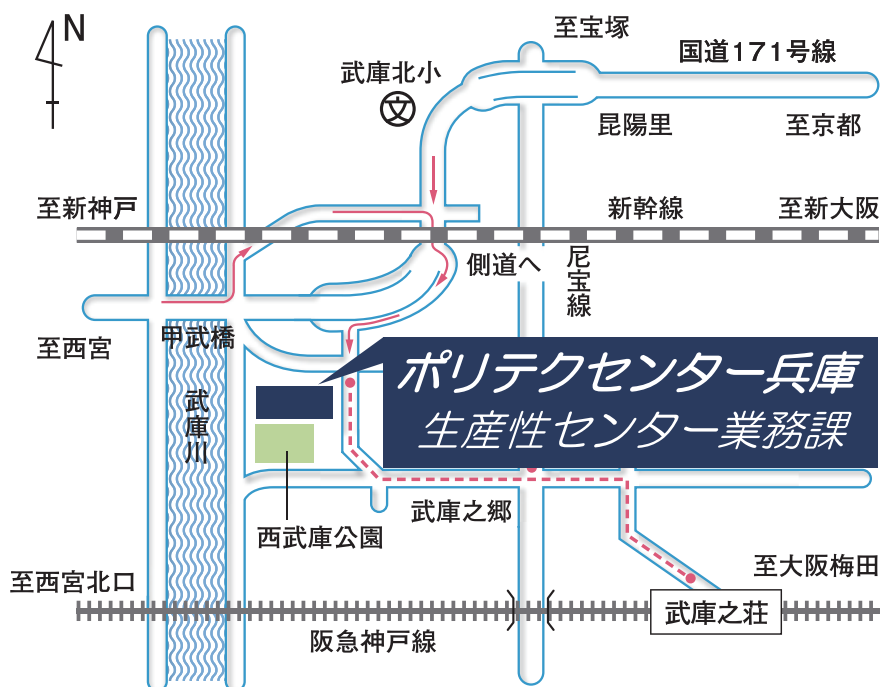 N
至宝塚
国道171号線
武庫北小
文
昆陽里
至京都
至新神戸
新幹線
至新大阪
側道へ
尼宝線
甲武橋
至西宮
ポリテクセンター兵庫
生産性センター業務課
武庫川
武庫之郷
西武庫公園
至大阪梅田
至西宮北口
武庫之荘
阪急神戸線